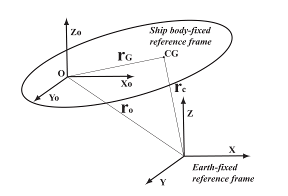 Zo
Ship body-fixed
reference frame
rG
CG
O
Xo
Yo
ro
rc
Z
X
Earth-fixed
reference frame
Y